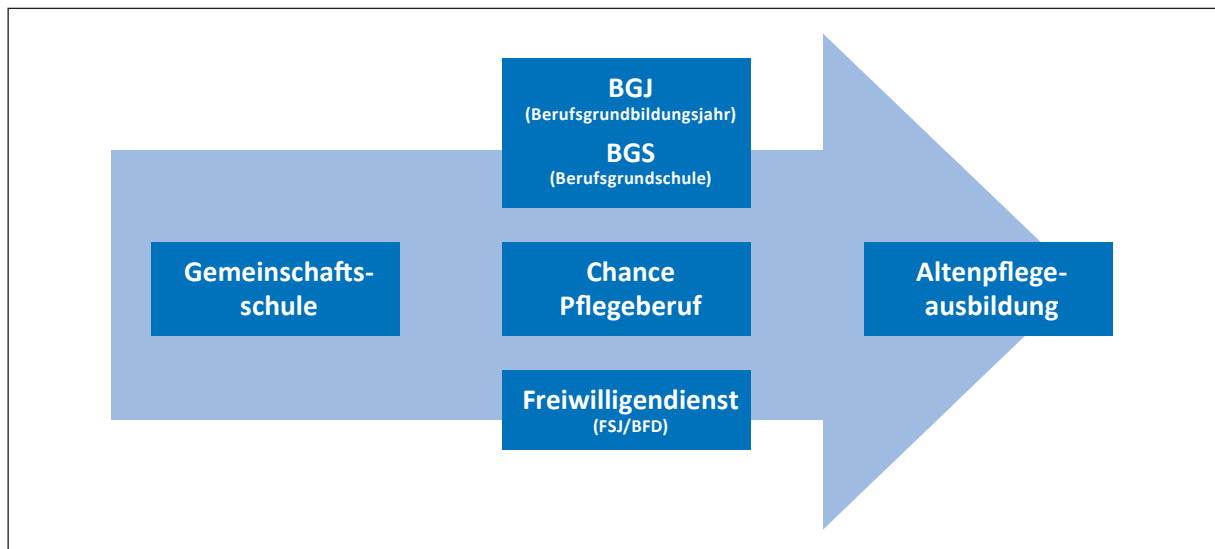 BGJ
(Berufsgrundbildungsjahr)
BGS
(Berufsgrundschule)
Gemeinschafts-
schule
Chance
Pflegeberuf
Altenpflege-
ausbildung
Freiwilligendienst
(FSJ/BFD)